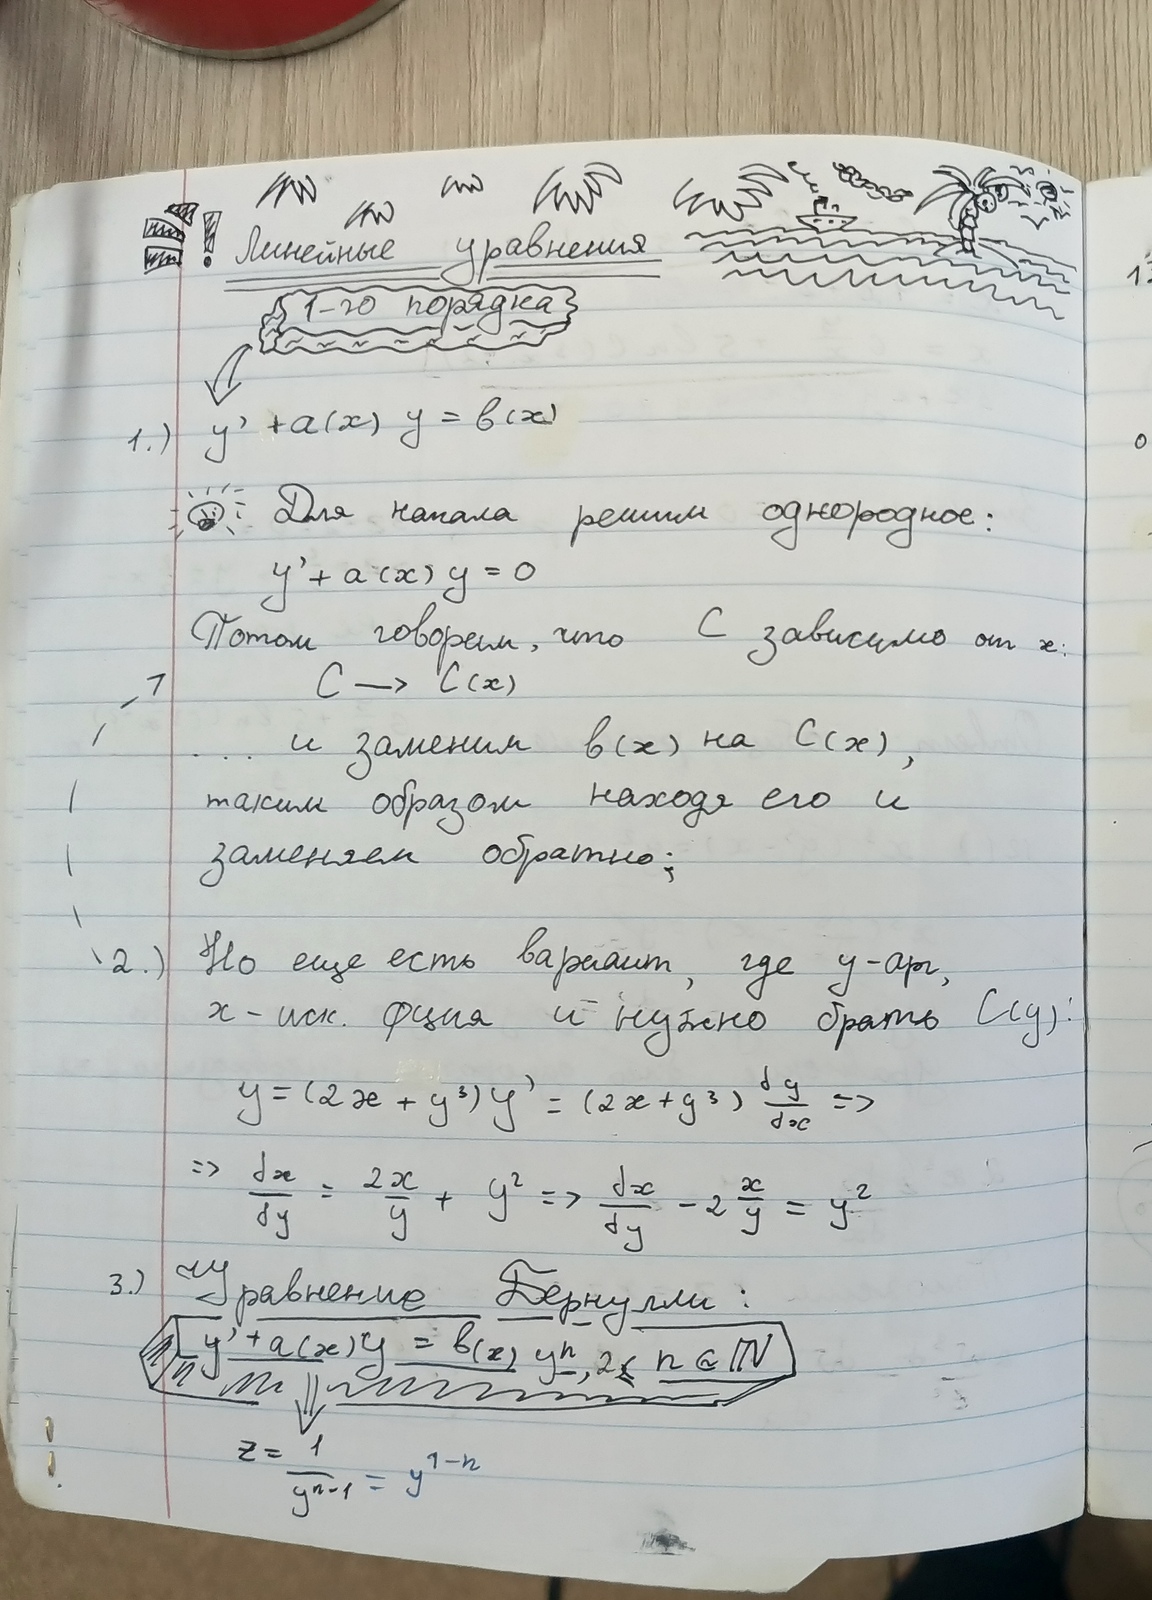 ! Линейные уравнения
1-го порядка
1.) y' + a(x) y = b(x)
Для начала решим однородное:
y' + a(x) y = 0
Потом говорим, что C зависимо от x:
C → C(x)
... и заменим b(x) на C(x),
таким образом находя его и
заменяем обратно;
2.) Но еще есть вариант, где y-арг,
x - иск. фция и нужно брать C(y):
y = (2x + y³) y' = (2x + y³) dy/dx =>
=> dx/dy = 2x/y + y² => dx/dy - 2 x/y = y²
3.) Уравнение Бернулли:
y' + a(x) y = b(x) yⁿ, 2 ≤ n ∈ ℕ
z = 1/yⁿ⁻¹ = y¹⁻ⁿ